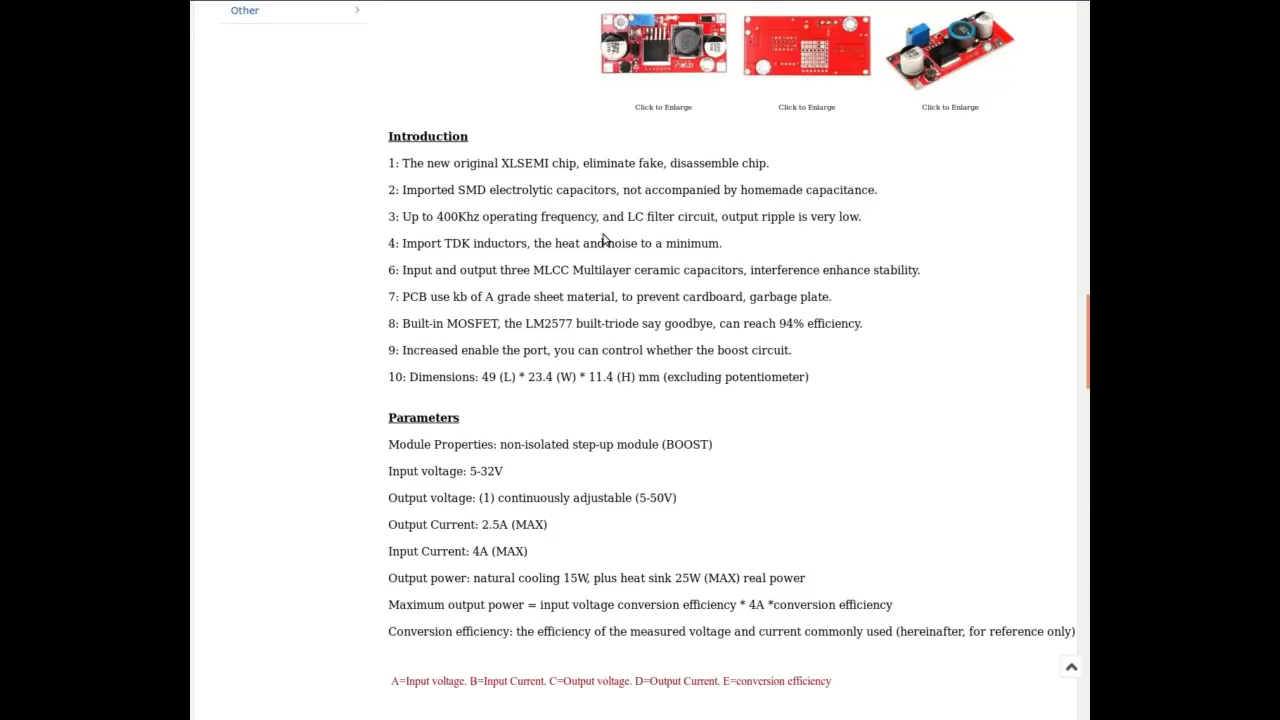 Other
Click to Enlarge Click to Enlarge Click to Enlarge
Introduction
1: The new original XLSEMI chip, eliminate fake, disassemble chip.
2: Imported SMD electrolytic capacitors, not accompanied by homemade capacitance.
3: Up to 400Khz operating frequency, and LC filter circuit, output ripple is very low.
4: Import TDK inductors, the heat and noise to a minimum.
6: Input and output three MLCC Multilayer ceramic capacitors, interference enhance stability.
7: PCB use kb of A grade sheet material, to prevent cardboard, garbage plate.
8: Built-in MOSFET, the LM2577 built-triode say goodbye, can reach 94% efficiency.
9: Increased enable the port, you can control whether the boost circuit.
10: Dimensions: 49 (L) * 23.4 (W) * 11.4 (H) mm (excluding potentiometer)
Parameters
Module Properties: non-isolated step-up module (BOOST)
Input voltage: 5-32V
Output voltage: (1) continuously adjustable (5-50V)
Output Current: 2.5A (MAX)
Input Current: 4A (MAX)
Output power: natural cooling 15W, plus heat sink 25W (MAX) real power
Maximum output power = input voltage conversion efficiency * 4A *conversion efficiency
Conversion efficiency: the efficiency of the measured voltage and current commonly used (hereinafter, for reference only)
A=Input voltage. B=Input Current. C=Output voltage. D=Output Current. E=conversion efficiency